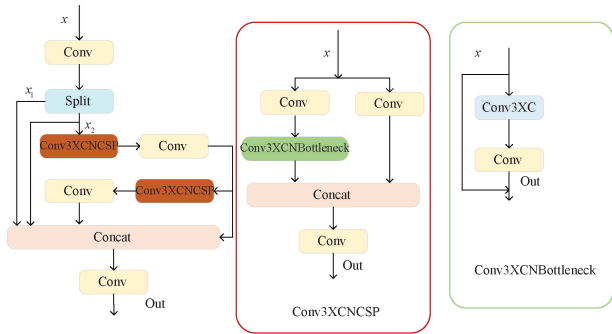 x
Conv
x1
Split
x2
Conv3XCNCSP
Conv
Conv
Conv3XCNCSP
Concat
Conv
Out
x
Conv
Conv
Conv3XCNBottleneck
Concat
Conv
Out
Conv3XCNCSP
x
Conv3XC
Conv
Out
Conv3XCNBottleneck